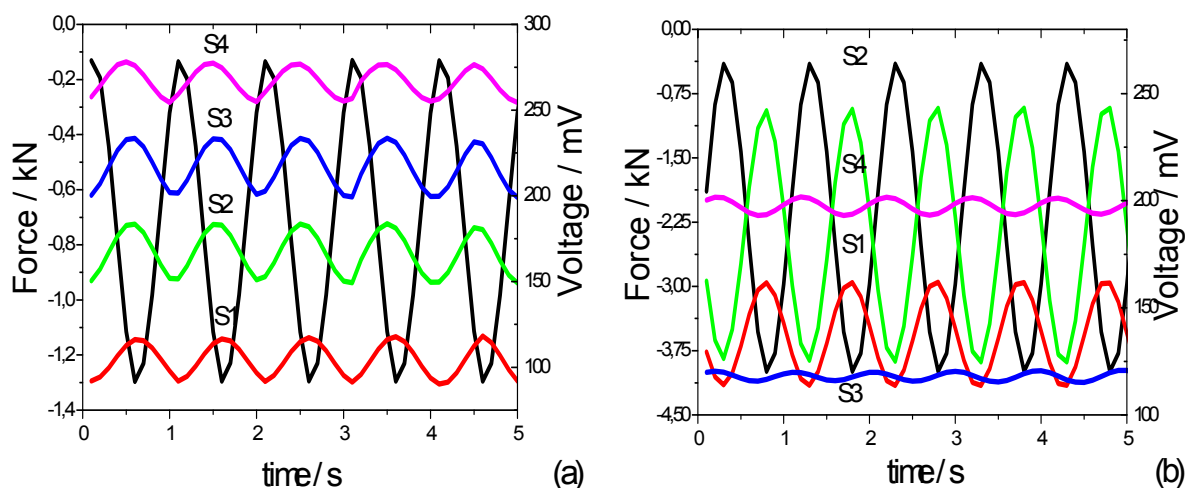 0,0
-0,2
-0,4
-0,6
-0,8
-1,0
-1,2
-1,4
Force / kN
0
1
2
3
4
5
time / s
300
250
200
150
100
Voltage / mV
S4
S3
S2
S1
(a)
0,00
-0,75
-1,50
-2,25
-3,00
-3,75
-4,50
Force / kN
0
1
2
3
4
5
time / s
250
200
150
100
Voltage / mV
S2
S4
S1
S3
(b)